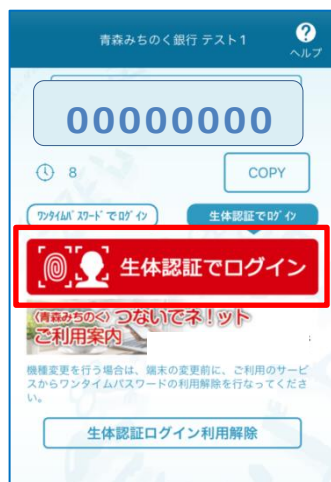 青森みちのく銀行 テスト1
?
ヘルプ
00000000
8
COPY
ワンタイムパスワードでログイン
生体認証でログイン
生体認証でログイン
〈青森みちのく〉つないでネ!ット
ご利用案内
機種変更を行う場合は、端末の変更前に、ご利用のサービ
スからワンタイムパスワードの利用解除を行なってくださ
い。
生体認証ログイン利用解除